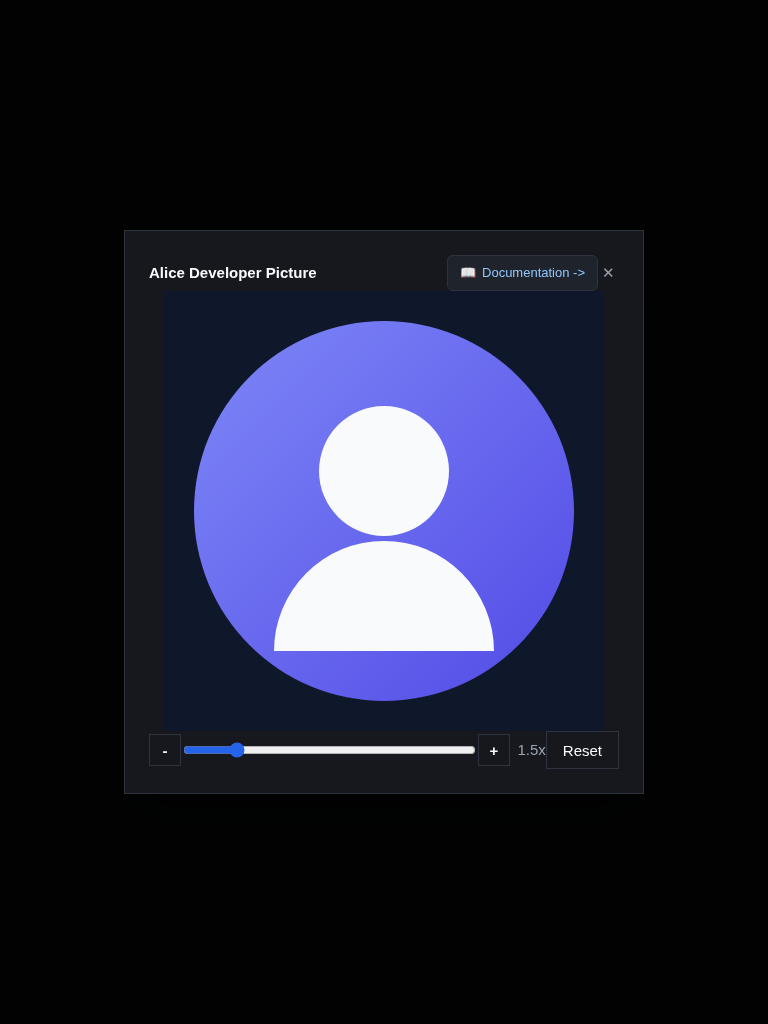 Alice Developer Picture
📖 Documentation -> ×
- + 1.5x Reset